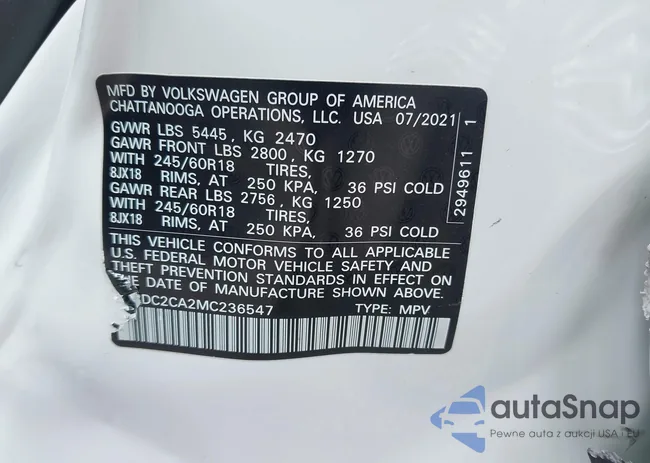 MFD BY VOLKSWAGEN GROUP OF AMERICA
CHATTANOOGA OPERATIONS, LLC. USA 07/2021
GVWR LBS 5445, KG 2470
GAWR FRONT LBS 2800, KG 1270
WITH 245/60R18 TIRES,
8JX18 RIMS, AT 250 KPA, 36 PSI COLD
GAWR REAR LBS 2756, KG 1250
WITH 245/60R18 TIRES,
8JX18 RIMS, AT 250 KPA, 36 PSI COLD
THIS VEHICLE CONFORMS TO ALL APPLICABLE
U.S. FEDERAL MOTOR VEHICLE SAFETY AND
THEFT PREVENTION STANDARDS IN EFFECT ON
THE DATE OF MANUFACTURE SHOWN ABOVE.
DC2CA2MC236547 TYPE: MPV
2949611 1
autaSnap
Pewne auta z aukcji USA i EU